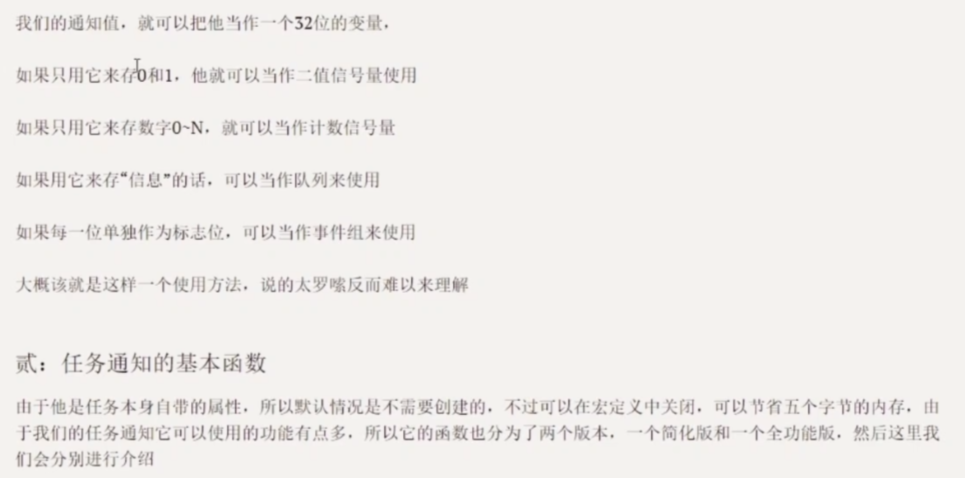 我们的通知值，就可以把他当作一个32位的变量，
如果只用它来存0和1，他就可以当作二值信号量使用
如果只用它来存数字0~N，就可以当作计数信号量
如果用它来存“信息”的话，可以当作队列来使用
如果每一位单独作为标志位，可以当作事件组来使用
大概该就是这样一个使用方法，说的太罗嗦反而难以来理解
贰：任务通知的基本函数
由于他是任务本身自带的属性，所以默认情况是不需要创建的，不过可以在宏定义中关闭，可以节省五个字节的内存，由
于我们的任务通知它可以使用的功能有点多，所以它的函数也分为了两个版本，一个简化版和一个全功能版，然后这里我
们会分别进行介绍